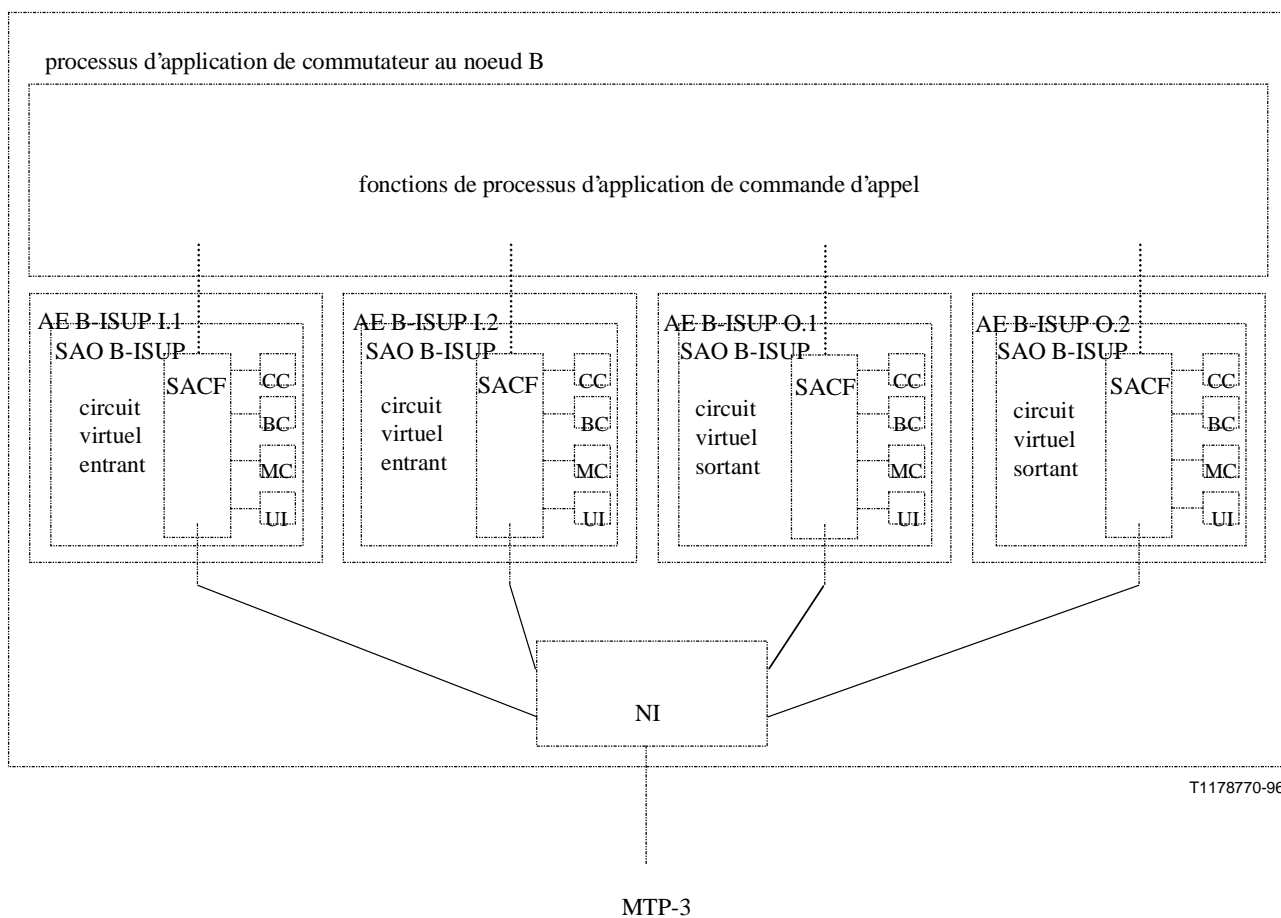 processus d'application de commutateur au noeud B
fonctions de processus d'application de commande d'appel
AE B-ISUP I.1
SAO B-ISUP
SACF
circuit
virtuel
entrant
CC
BC
MC
UI
AE B-ISUP I.2
SAO B-ISUP
SACF
circuit
virtuel
entrant
CC
BC
MC
UI
AE B-ISUP O.1
SAO B-ISUP
SACF
circuit
virtuel
sortant
CC
BC
MC
UI
AE B-ISUP O.2
SAO B-ISUP
SACF
circuit
virtuel
sortant
CC
BC
MC
UI
NI
T1178770-96
MTP-3